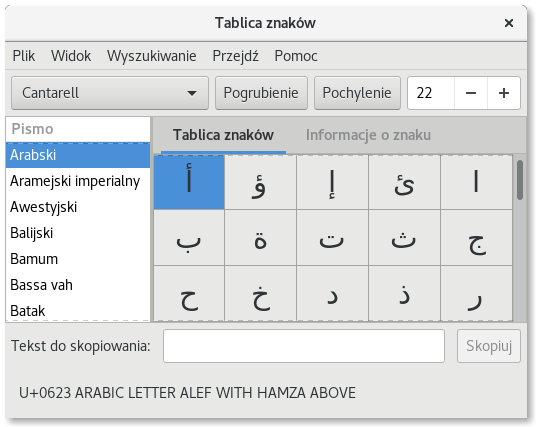 Tablica znaków ×
Plik Widok Wyszukiwanie Przejdź Pomoc
Cantarell Pogrubienie Pochylenie 22 − +
Pismo
Arabski
Aramejski imperialny
Awestyjski
Balijski
Bamum
Bassa vah
Batak
Tablica znaków Informacje o znaku
أ ؤ إ ئ ا
ب ة ت ث ج
ح خ د ذ ر
Tekst do skopiowania: Skopiuj
U+0623 ARABIC LETTER ALEF WITH HAMZA ABOVE